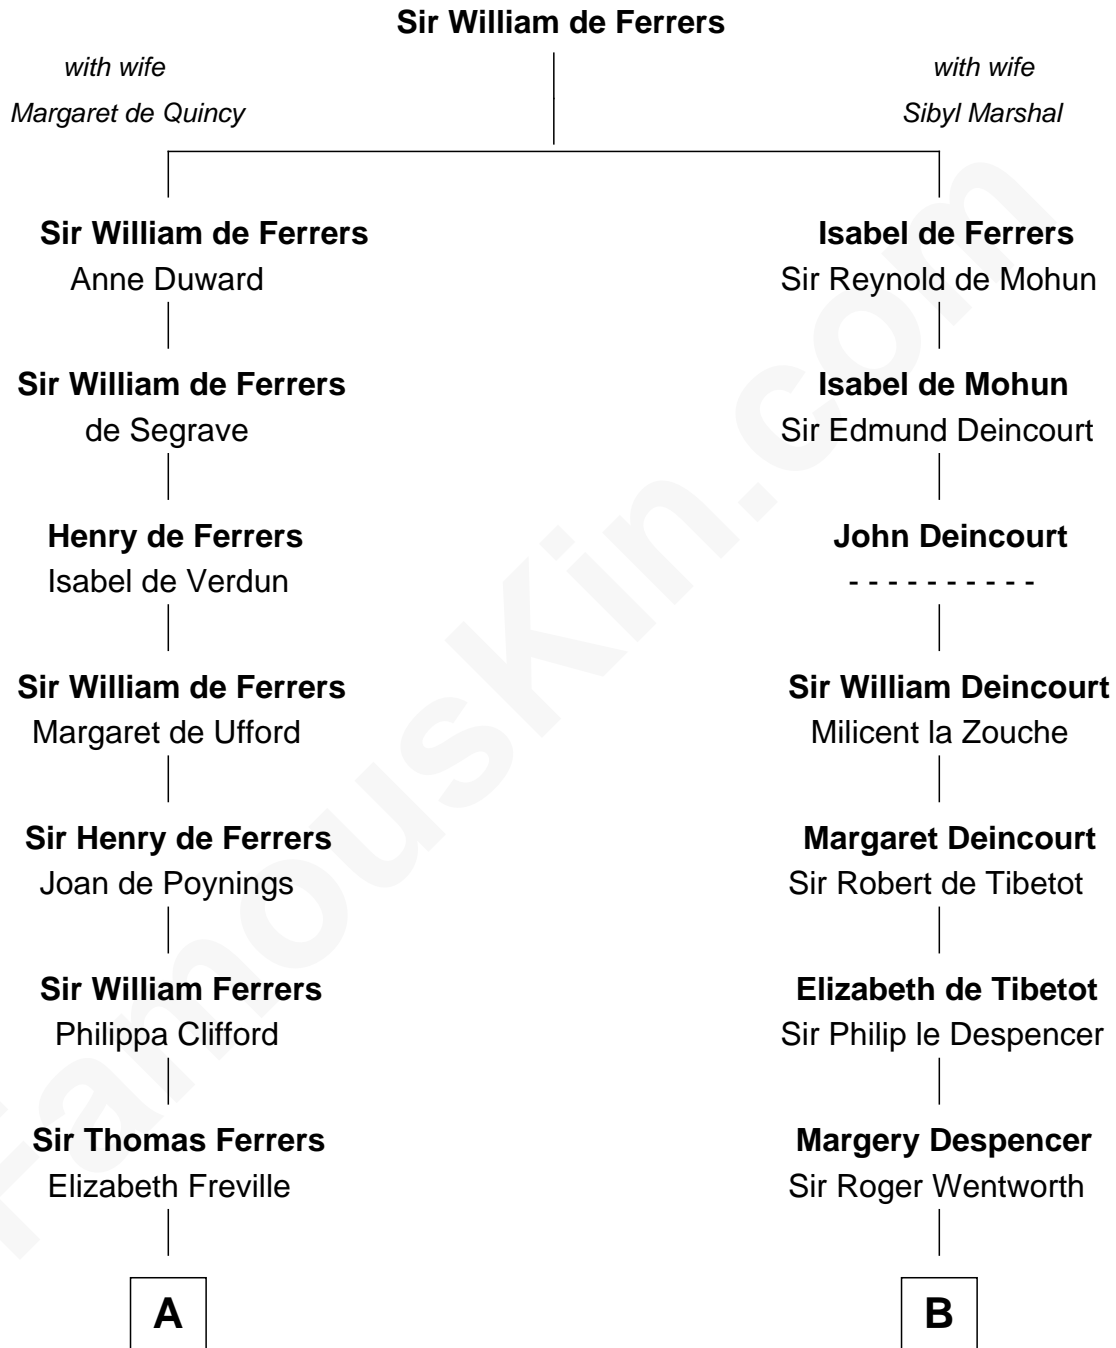 Sir William de Ferrers
with wife
Margaret de Quincy
with wife
Sibyl Marshal
Sir William de Ferrers
Anne Duward
Isabel de Ferrers
Sir Reynold de Mohun
Sir William de Ferrers
de Segrave
Isabel de Mohun
Sir Edmund Deincourt
Henry de Ferrers
Isabel de Verdun
John Deincourt
- - - - - - - - - -
Sir William de Ferrers
Margaret de Ufford
Sir William Deincourt
Milicent la Zouche
Sir Henry de Ferrers
Joan de Poynings
Margaret Deincourt
Sir Robert de Tibetot
Sir William Ferrers
Philippa Clifford
Elizabeth de Tibetot
Sir Philip le Despencer
Sir Thomas Ferrers
Elizabeth Freville
Margery Despencer
Sir Roger Wentworth
A
B
FamousKin.com